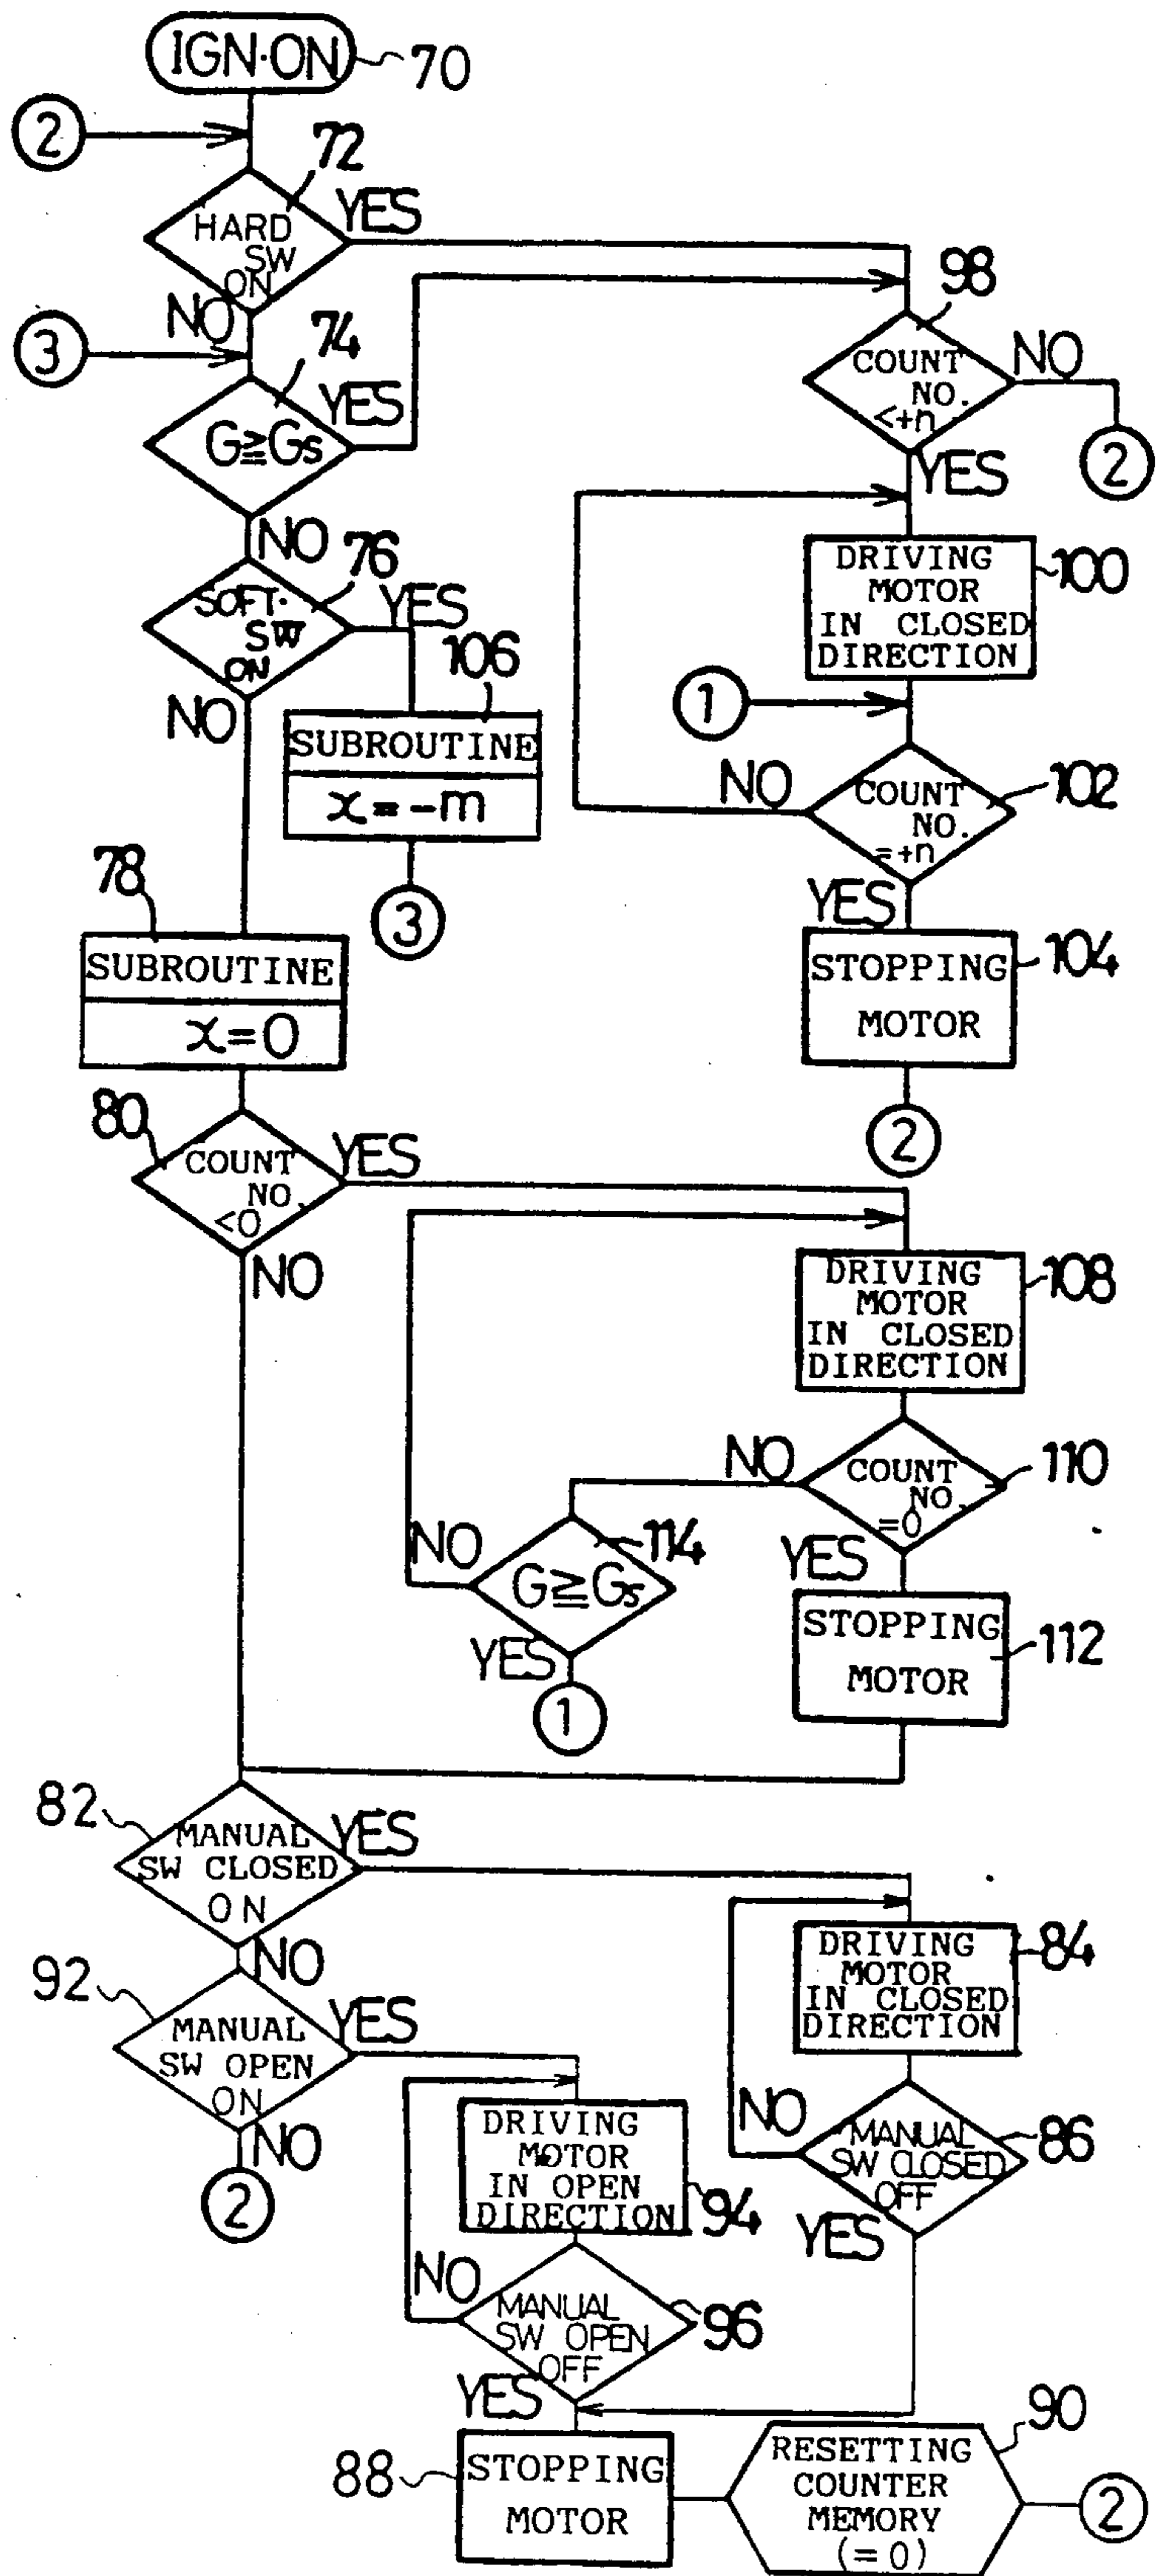 IGN·ON
70
2
72
HARD
SW
ON
YES
NO
3
74
G≧Gs
YES
NO
98
COUNT
NO.
<+n
NO
2
YES
76
SOFT·
SW
ON
YES
NO
106
SUBROUTINE
x=-m
3
DRIVING
MOTOR
IN CLOSED
DIRECTION
100
1
COUNT
NO.
=+n
102
NO
YES
STOPPING
MOTOR
104
2
78
SUBROUTINE
x=0
80
COUNT
NO.
<0
YES
NO
DRIVING
MOTOR
IN CLOSED
DIRECTION
108
COUNT
NO.
=0
110
NO
YES
114
G≧Gs
NO
YES
1
STOPPING
MOTOR
112
82
MANUAL
SW CLOSED
ON
YES
NO
DRIVING
MOTOR
IN CLOSED
DIRECTION
84
MANUAL
SW CLOSED
OFF
86
NO
YES
92
MANUAL
SW OPEN
ON
YES
NO
2
DRIVING
MOTOR
IN OPEN
DIRECTION
94
MANUAL
SW OPEN
OFF
96
NO
YES
88
STOPPING
MOTOR
RESETTING
COUNTER
MEMORY
(=0)
90
2